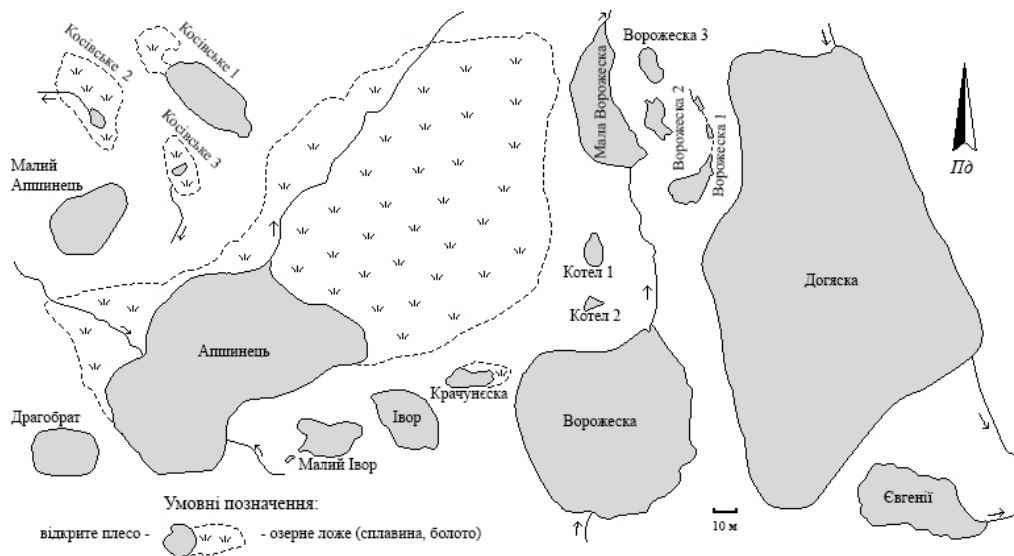 Косівське 2
Косівське 1
Косівське 3
Малий
Апшинець
Мала Ворожеска
Ворожеска 3
Ворожеска 2
Ворожеска 1
Пд
Котел 1
Котел 2
Догяска
Апшинець
Крачунєска
Драгобрат
Івор
Малий Івор
Ворожеска
Євгенії
Умовні позначення:
відкрите плесо - - озерне ложе (сплавина, болото)
10 м